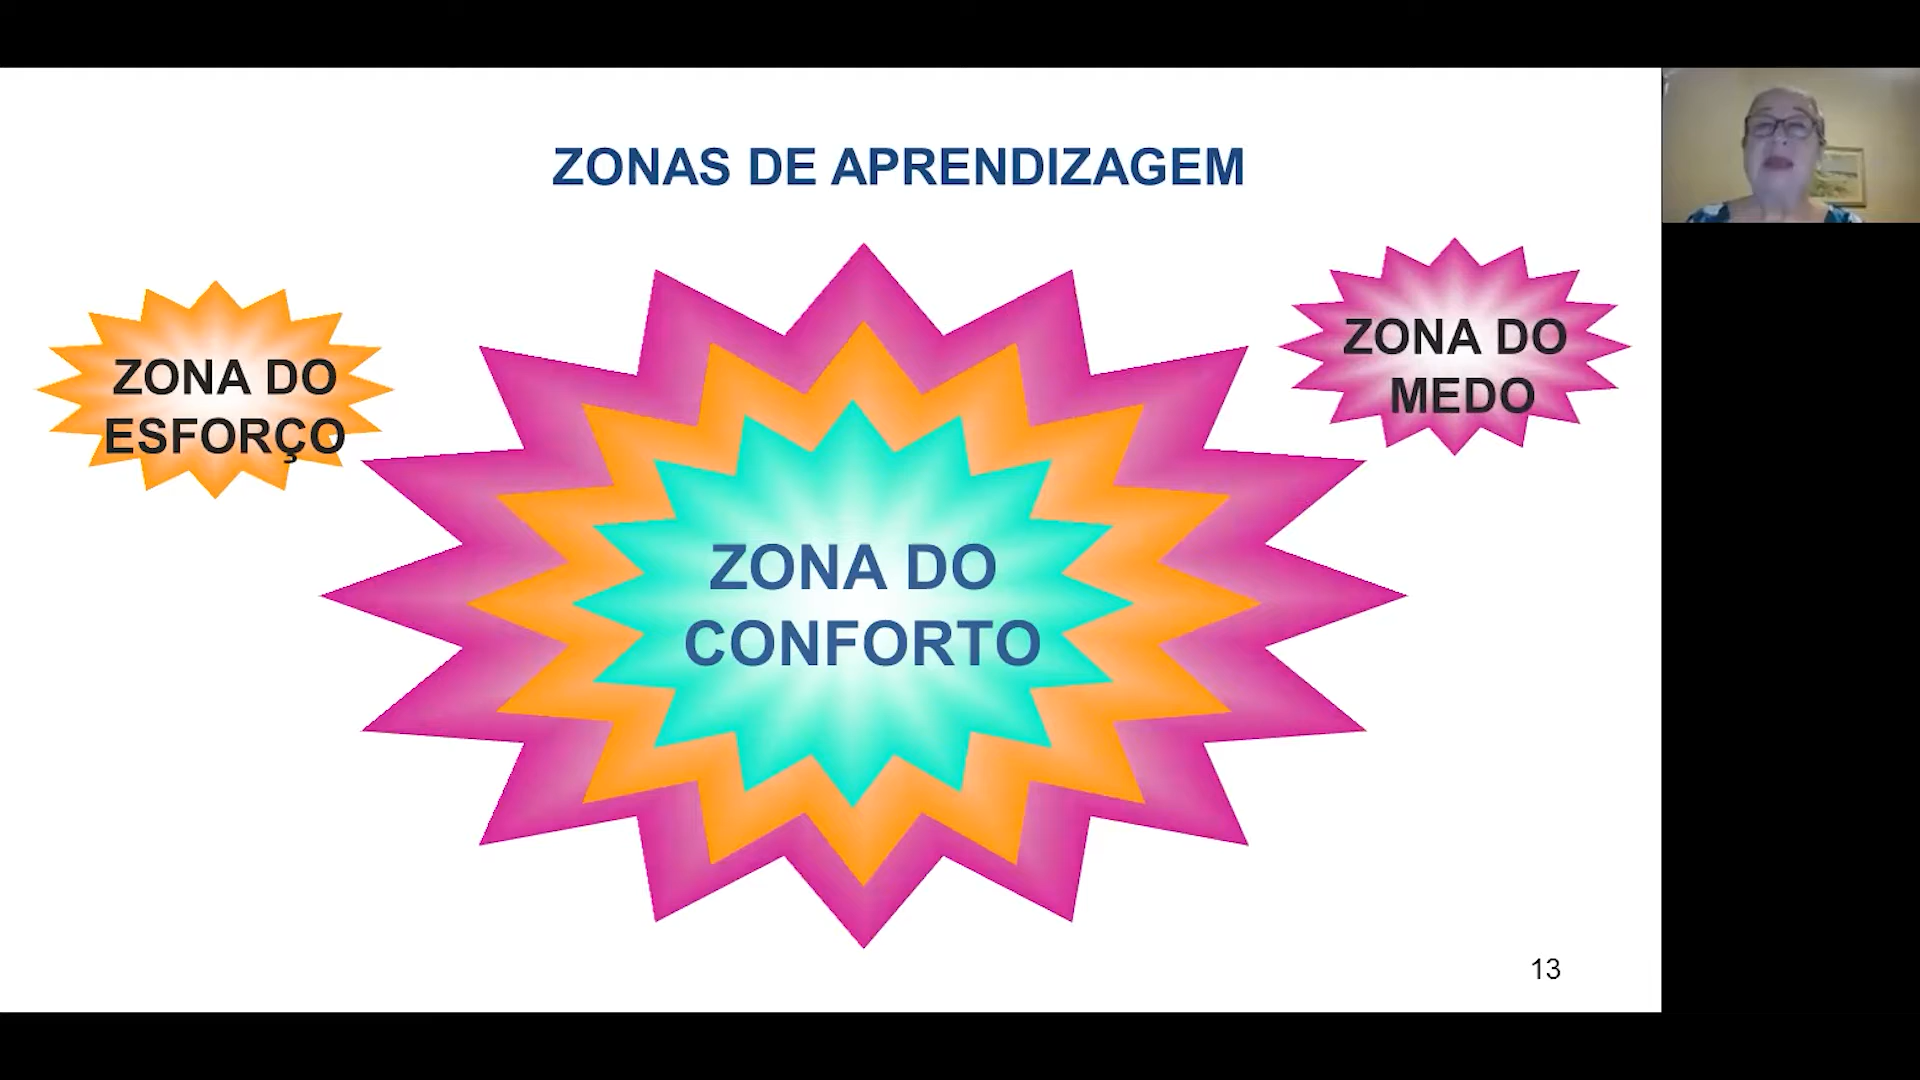 ZONAS DE APRENDIZAGEM
ZONA DO
ESFORÇO
ZONA DO
MEDO
ZONA DO
CONFORTO
13